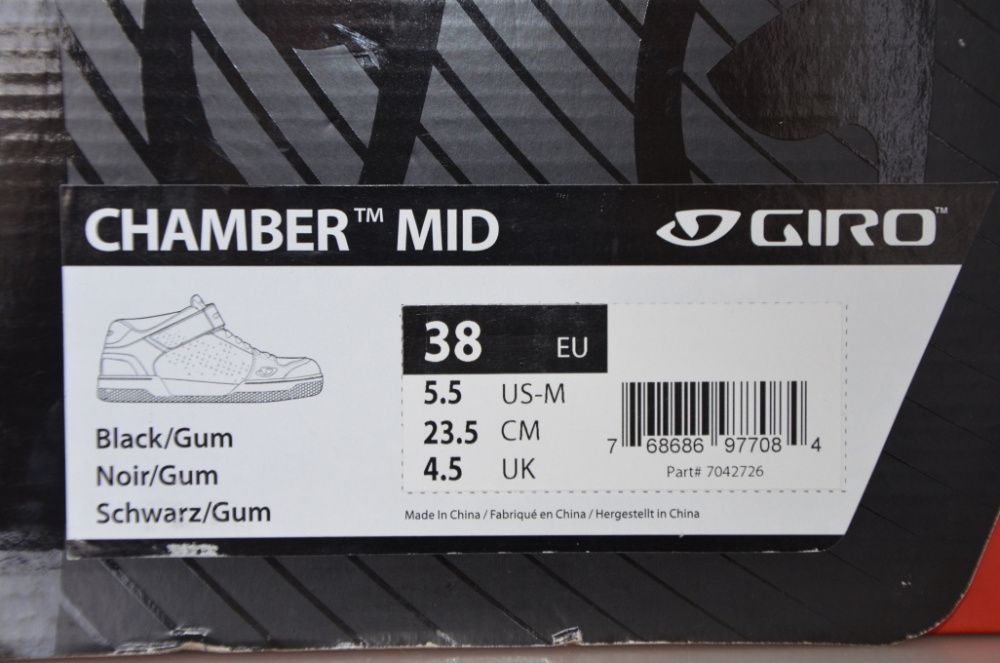 CHAMBER™ MID
GIRO™
Black/Gum
Noir/Gum
Schwarz/Gum
38 EU
5.5 US-M
23.5 CM
4.5 UK
7 68686 97708 4
Part# 7042726
Made In China / Fabriqué en China / Hergestellt in China